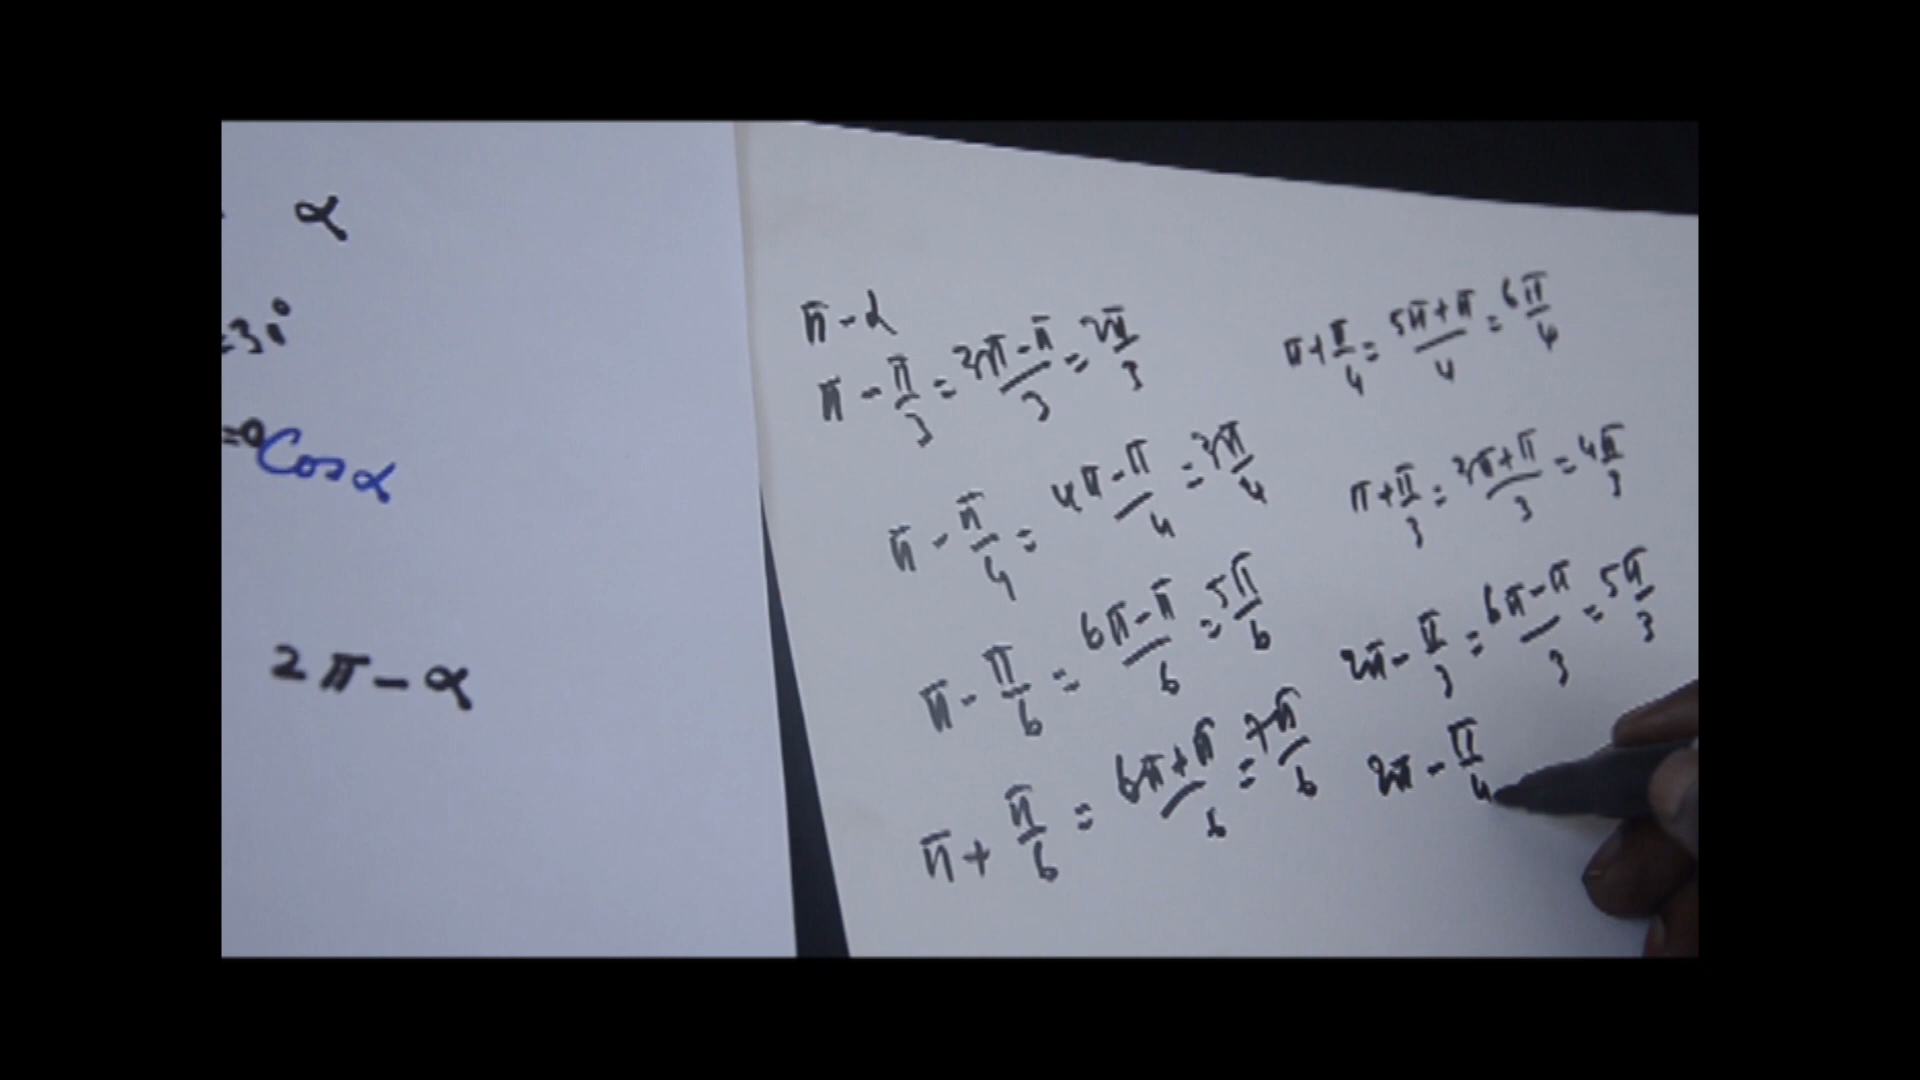 α
=30°
=0
Cosα
2π-α
π-α
π - π/3 = (3π-π)/3 = 2π/3
π - π/4 = (4π-π)/4 = 3π/4
π - π/6 = (6π-π)/6 = 5π/6
π + π/6 = (6π+π)/6 = 7π/6
π+π/4 = (5π+π)/4 = 6π/4
π+π/3 = (3π+π)/3 = 4π/3
2π - π/3 = (6π-π)/3 = 5π/3
2π - π/4